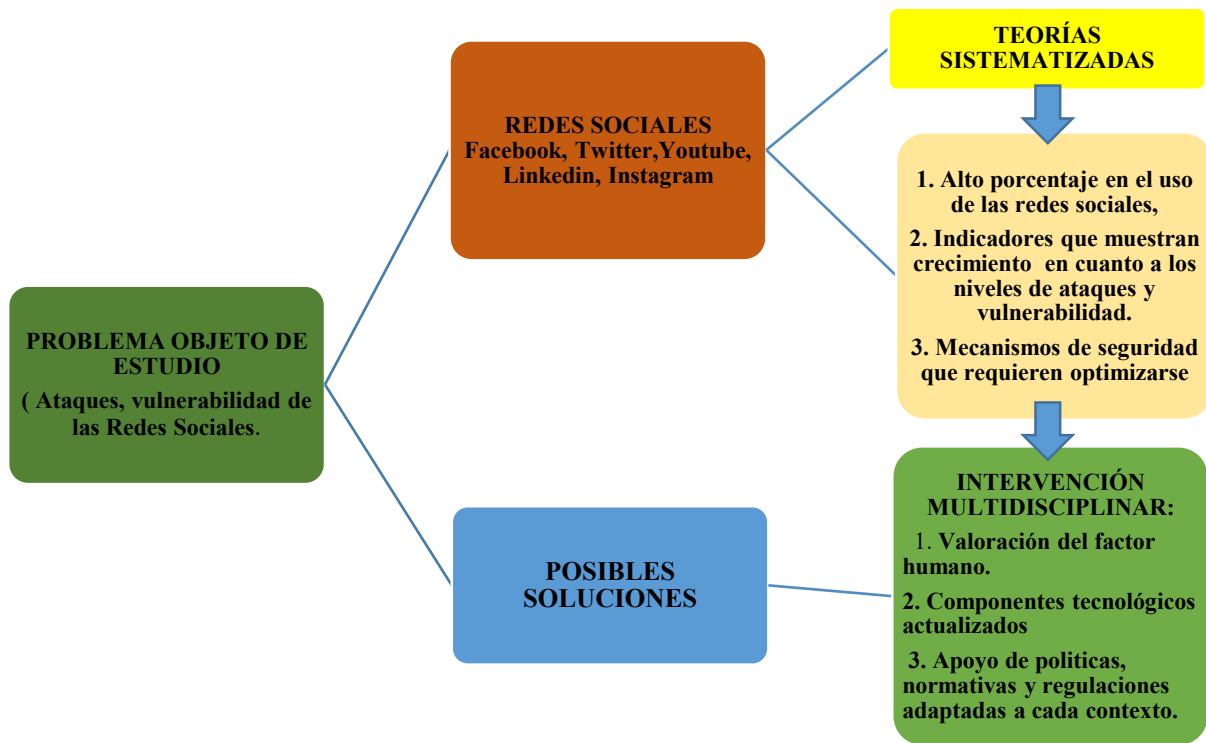 PROBLEMA OBJETO DE
ESTUDIO
( Ataques, vulnerabilidad de
las Redes Sociales.
REDES SOCIALES
Facebook, Twitter,Youtube,
Linkedin, Instagram
TEORÍAS
SISTEMATIZADAS
1. Alto porcentaje en el uso
de las redes sociales,
2. Indicadores que muestran
crecimiento en cuanto a los
niveles de ataques y
vulnerabilidad.
3. Mecanismos de seguridad
que requieren optimizarse
POSIBLES
SOLUCIONES
INTERVENCIÓN
MULTIDISCIPLINAR:
1. Valoración del factor
humano.
2. Componentes tecnológicos
actualizados
3. Apoyo de politicas,
normativas y regulaciones
adaptadas a cada contexto.